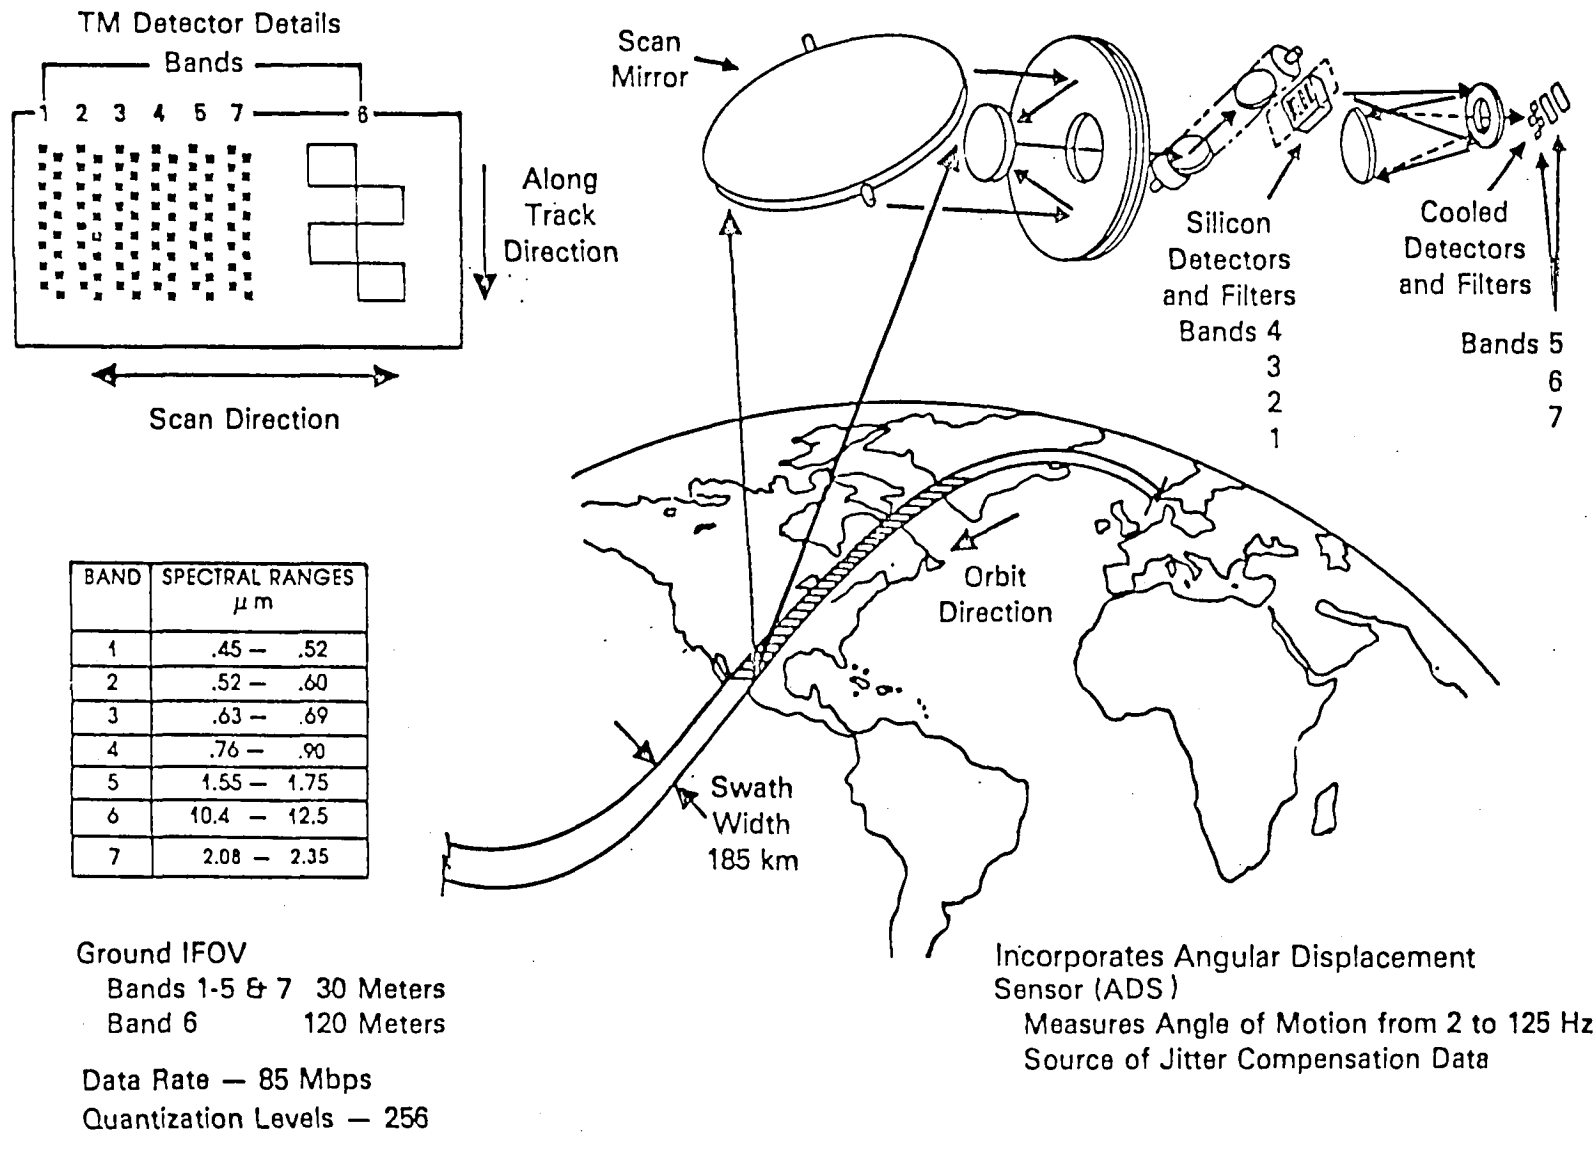 TM Detector Details
Bands
1 2 3 4 5 7 6
Along
Track
Direction
Scan Direction
Scan
Mirror
Silicon
Detectors
and Filters
Bands 4
3
2
1
Cooled
Detectors
and Filters
Bands 5
6
7
Orbit
Direction
Swath
Width
185 km
BAND SPECTRAL RANGES
μm
1 .45 — .52
2 .52 — .60
3 .63 — .69
4 .76 — .90
5 1.55 — 1.75
6 10.4 — 12.5
7 2.08 — 2.35
Ground IFOV
Bands 1-5 & 7 30 Meters
Band 6 120 Meters
Data Rate — 85 Mbps
Quantization Levels — 256
Incorporates Angular Displacement
Sensor (ADS)
Measures Angle of Motion from 2 to 125 Hz
Source of Jitter Compensation Data